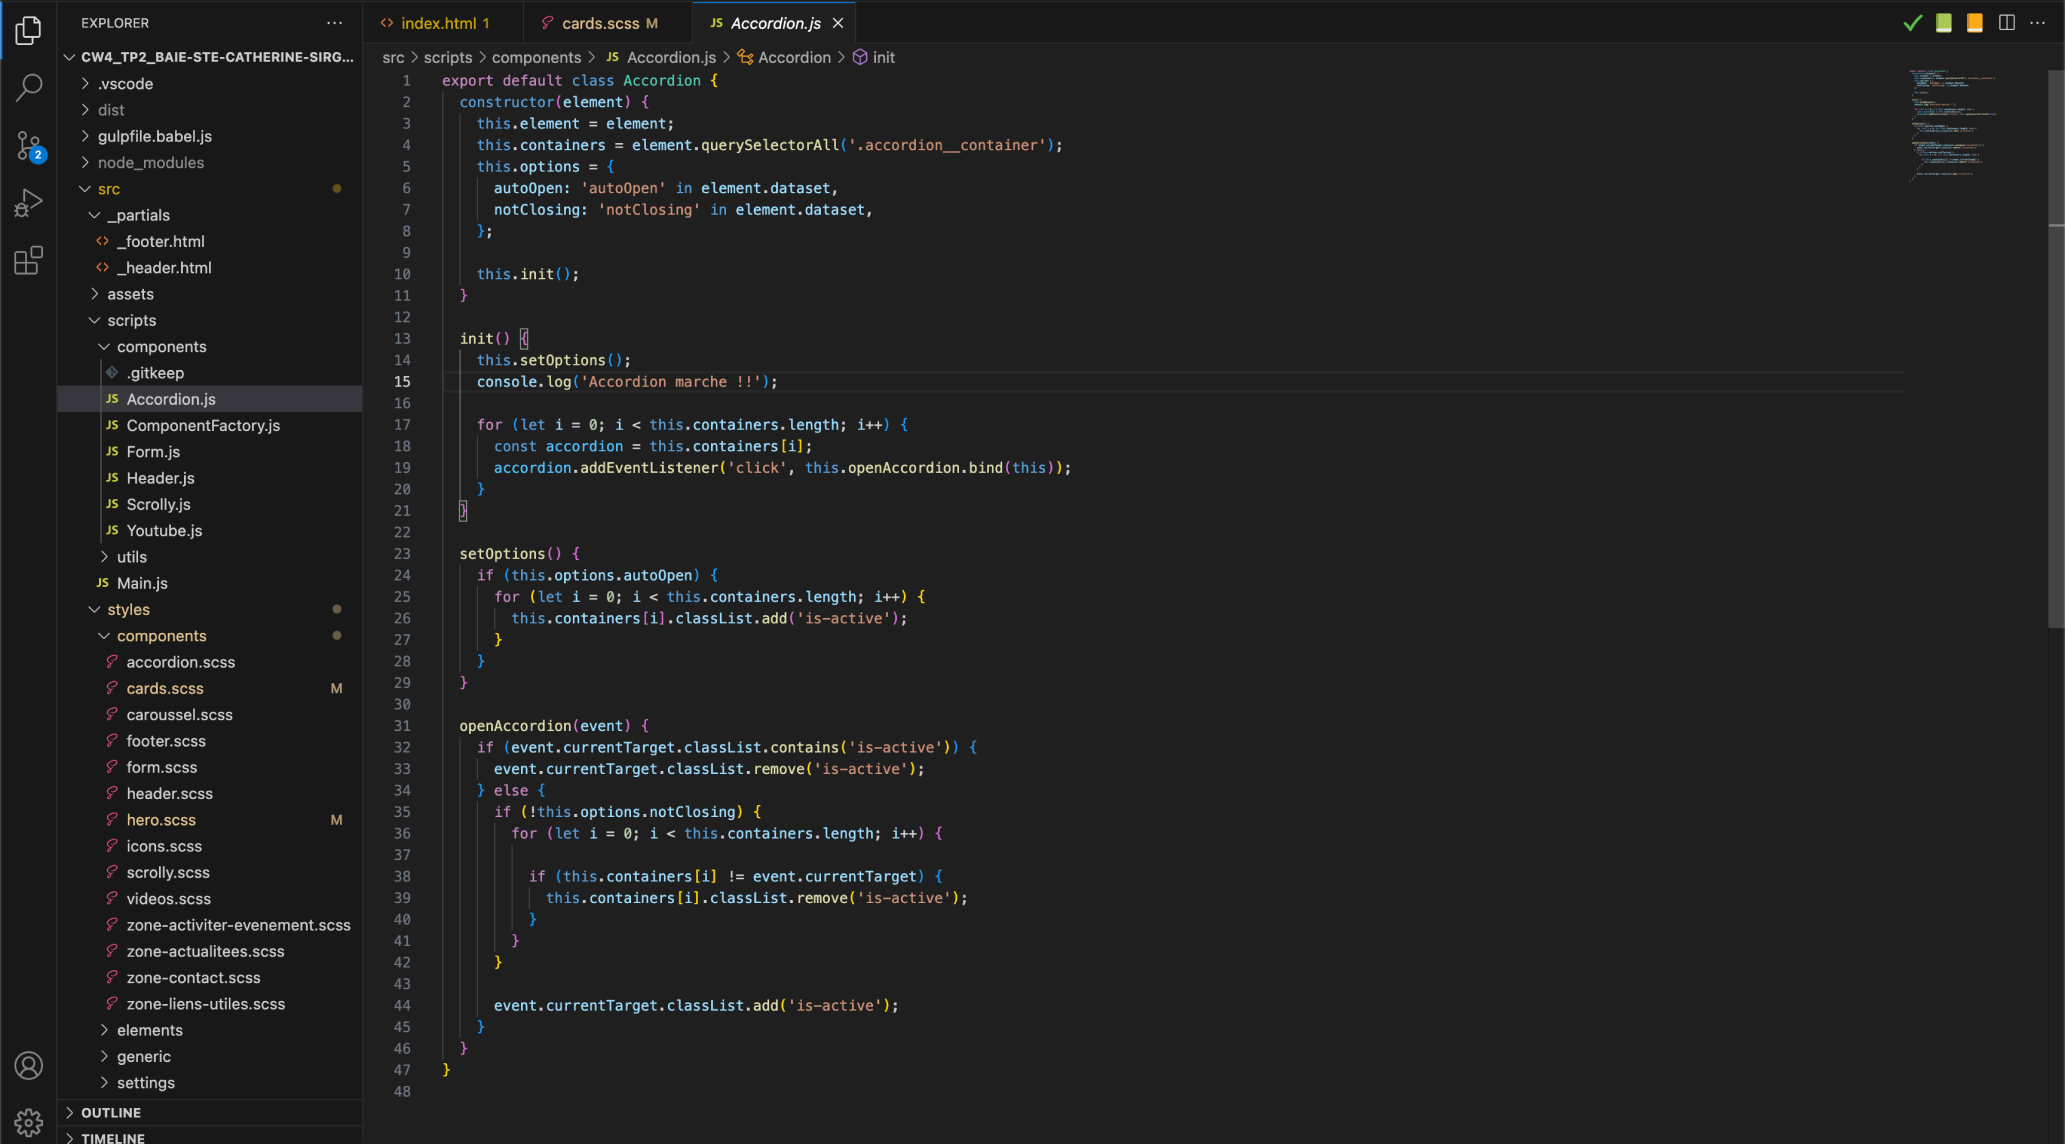 EXPLORER
index.html 1
cards.scss M
JS Accordion.js
CW4_TP2_BAIE-STE-CATHERINE-SIRG...
.vscode
dist
gulpfile.babel.js
node_modules
src
_partials
_footer.html
_header.html
assets
scripts
components
.gitkeep
JS Accordion.js
JS ComponentFactory.js
JS Form.js
JS Header.js
JS Scrolly.js
JS Youtube.js
utils
JS Main.js
styles
components
accordion.scss
cards.scss M
caroussel.scss
footer.scss
form.scss
header.scss
hero.scss M
icons.scss
scrolly.scss
videos.scss
zone-activiter-evenement.scss
zone-actualitees.scss
zone-contact.scss
zone-liens-utiles.scss
elements
generic
settings
OUTLINE
TIMELINE
2
src > scripts > components > JS Accordion.js > Accordion > init
1 export default class Accordion {
2 constructor(element) {
3 this.element = element;
4 this.containers = element.querySelectorAll('.accordion__container');
5 this.options = {
6 autoOpen: 'autoOpen' in element.dataset,
7 notClosing: 'notClosing' in element.dataset,
8 };
9
10 this.init();
11 }
12
13 init() {
14 this.setOptions();
15 console.log('Accordion marche !!');
16
17 for (let i = 0; i < this.containers.length; i++) {
18 const accordion = this.containers[i];
19 accordion.addEventListener('click', this.openAccordion.bind(this));
20 }
21 }
22
23 setOptions() {
24 if (this.options.autoOpen) {
25 for (let i = 0; i < this.containers.length; i++) {
26 this.containers[i].classList.add('is-active');
27 }
28 }
29 }
30
31 openAccordion(event) {
32 if (event.currentTarget.classList.contains('is-active')) {
33 event.currentTarget.classList.remove('is-active');
34 } else {
35 if (!this.options.notClosing) {
36 for (let i = 0; i < this.containers.length; i++) {
37
38 if (this.containers[i] != event.currentTarget) {
39 this.containers[i].classList.remove('is-active');
40 }
41 }
42 }
43
44 event.currentTarget.classList.add('is-active');
45 }
46 }
47 }
48